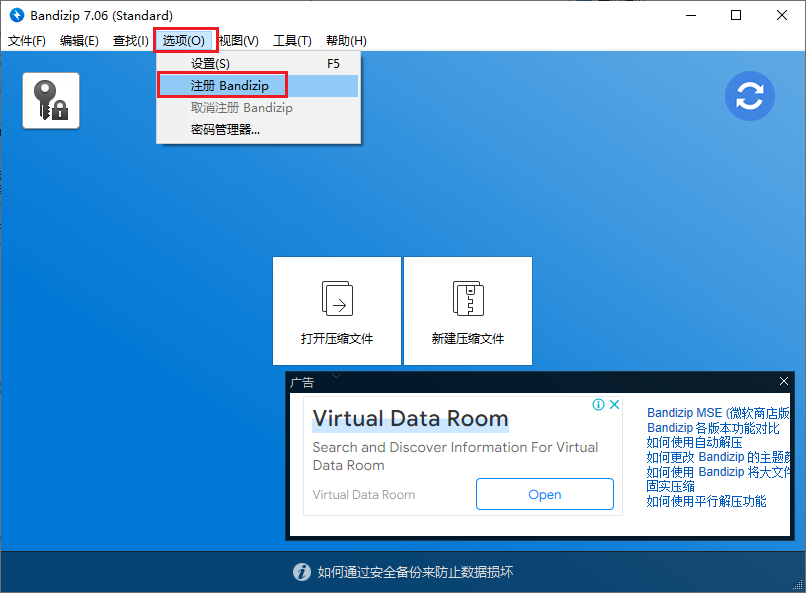 Bandizip 7.06 (Standard)
文件(F) 编辑(E) 查找(I) 选项(O) 视图(V) 工具(T) 帮助(H)
设置(S) F5
注册 Bandizip
取消注册 Bandizip
密码管理器...
打开压缩文件
新建压缩文件
广告
Virtual Data Room
Search and Discover Information For Virtual
Data Room
Virtual Data Room
Open
Bandizip MSE (微软商店版
Bandizip 各版本功能对比
如何使用自动解压
如何更改 Bandizip 的主题颜
如何使用 Bandizip 将大文件
固实压缩
如何使用平行解压功能
如何通过安全备份来防止数据损坏